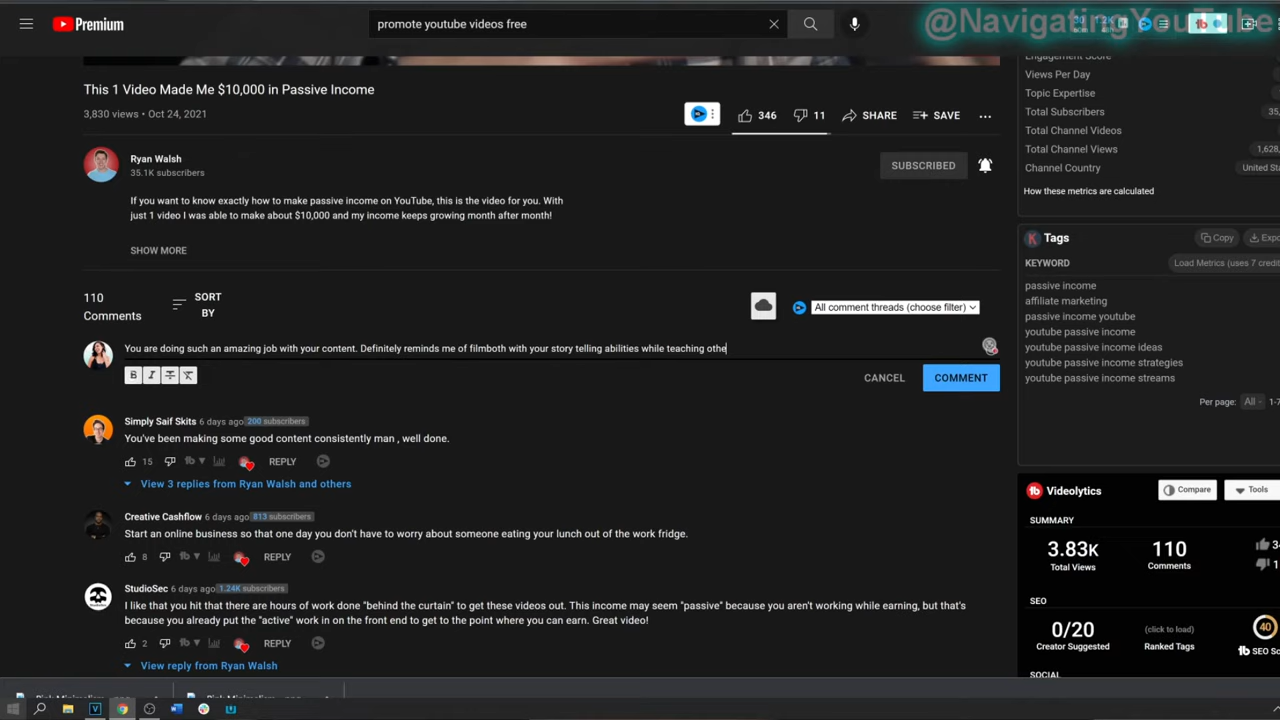 Premium
promote youtube videos free
@NavigatingYouTube
Engagement Score
This 1 Video Made Me $10,000 in Passive Income
3,830 views • Oct 24, 2021
346
11
SHARE
SAVE
Ryan Walsh
35.1K subscribers
SUBSCRIBED
If you want to know exactly how to make passive income on YouTube, this is the video for you. With
just 1 video I was able to make about $10,000 and my income keeps growing month after month!
SHOW MORE
110
Comments
SORT
BY
All comment threads (choose filter)
You are doing such an amazing job with your content. Definitely reminds me of filmboth with your story telling abilities while teaching othe
B I T T
CANCEL
COMMENT
Simply Saif Skits 6 days ago 200 subscribers
You've been making some good content consistently man , well done.
15
tb
REPLY
View 3 replies from Ryan Walsh and others
Creative Cashflow 6 days ago 813 subscribers
Start an online business so that one day you don't have to worry about someone eating your lunch out of the work fridge.
8
tb
REPLY
StudioSec 6 days ago 1.24K subscribers
I like that you hit that there are hours of work done "behind the curtain" to get these videos out. This income may seem "passive" because you aren't working while earning, but that's
because you already put the "active" work in on the front end to get to the point where you can earn. Great video!
2
tb
REPLY
View reply from Ryan Walsh
Views Per Day
Topic Expertise
Total Subscribers 35,
Total Channel Videos
Total Channel Views 1,628,
Channel Country United St
How these metrics are calculated
K Tags
Copy
Expo
KEYWORD
Load Metrics (uses 7 credit
passive income
affiliate marketing
passive income youtube
youtube passive income
youtube passive income ideas
youtube passive income strategies
youtube passive income streams
Per page: All 1-7
tb Videolytics
Compare
Tools
SUMMARY
3.83K
Total Views
110
Comments
34
1
SEO
0/20
Creator Suggested
(click to load)
Ranked Tags
40
tb SEO Sc
SOCIAL